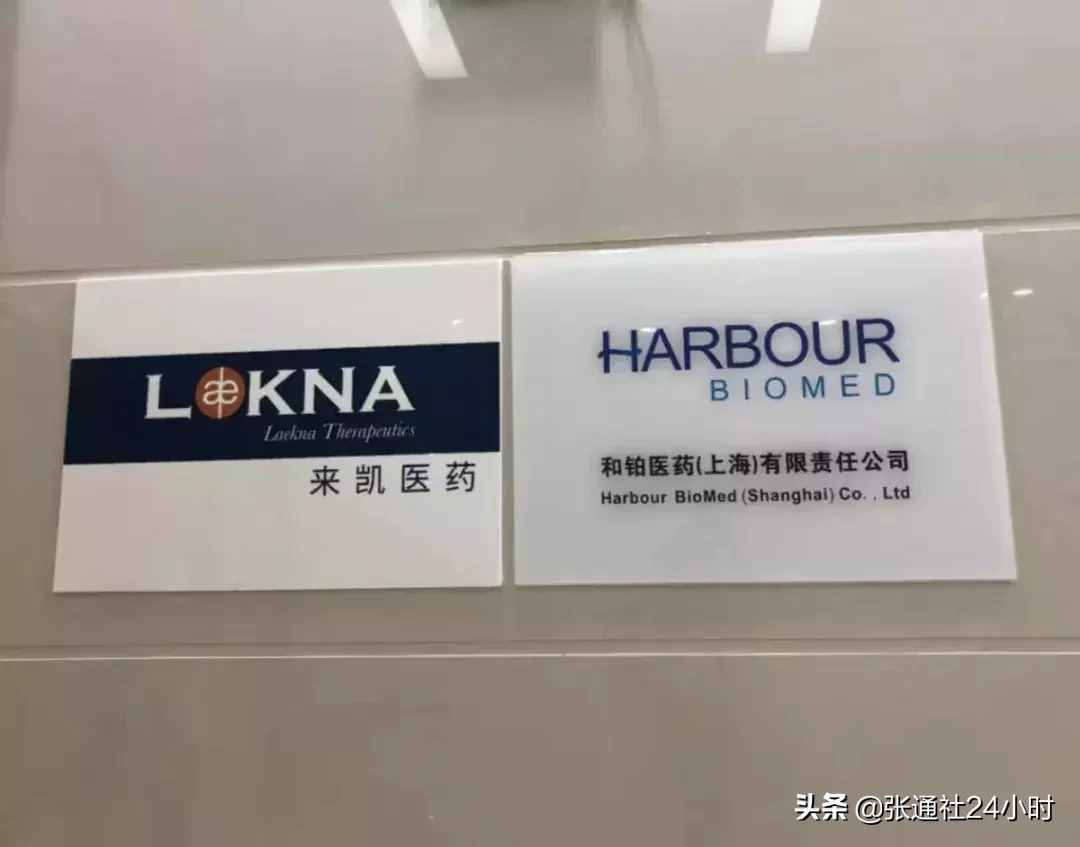 LæKNA
Laekna Therapeutics
来凯医药
HARBOUR
BIOMED
和铂医药(上海)有限责任公司
Harbour BioMed (Shanghai) Co. , Ltd
头条 @张通社24小时